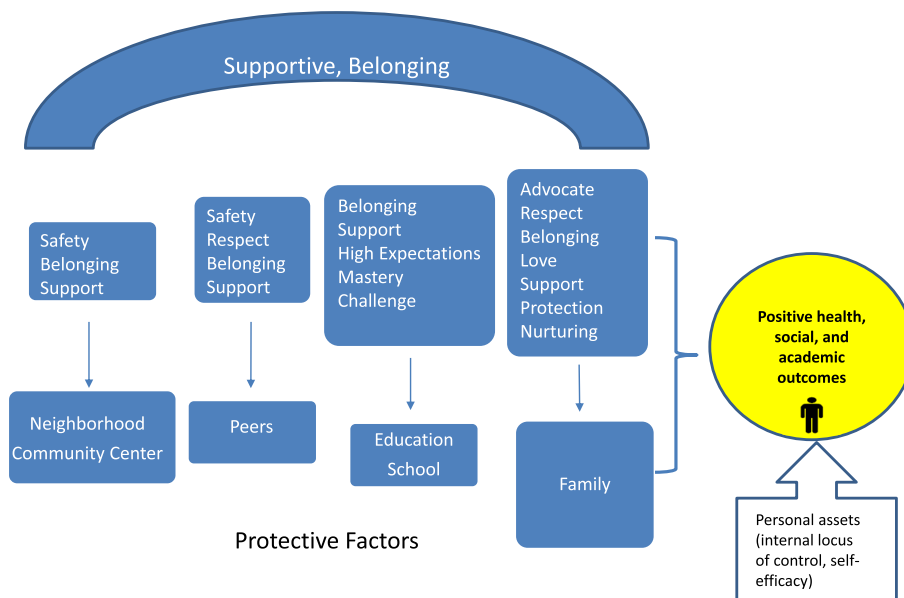 Supportive, Belonging
Safety
Belonging
Support
Safety
Respect
Belonging
Support
Belonging
Support
High Expectations
Mastery
Challenge
Advocate
Respect
Belonging
Love
Support
Protection
Nurturing
Neighborhood
Community Center
Peers
Education
School
Family
Positive health,
social, and
academic
outcomes
Personal assets
(internal locus
of control, self-
efficacy)
Protective Factors